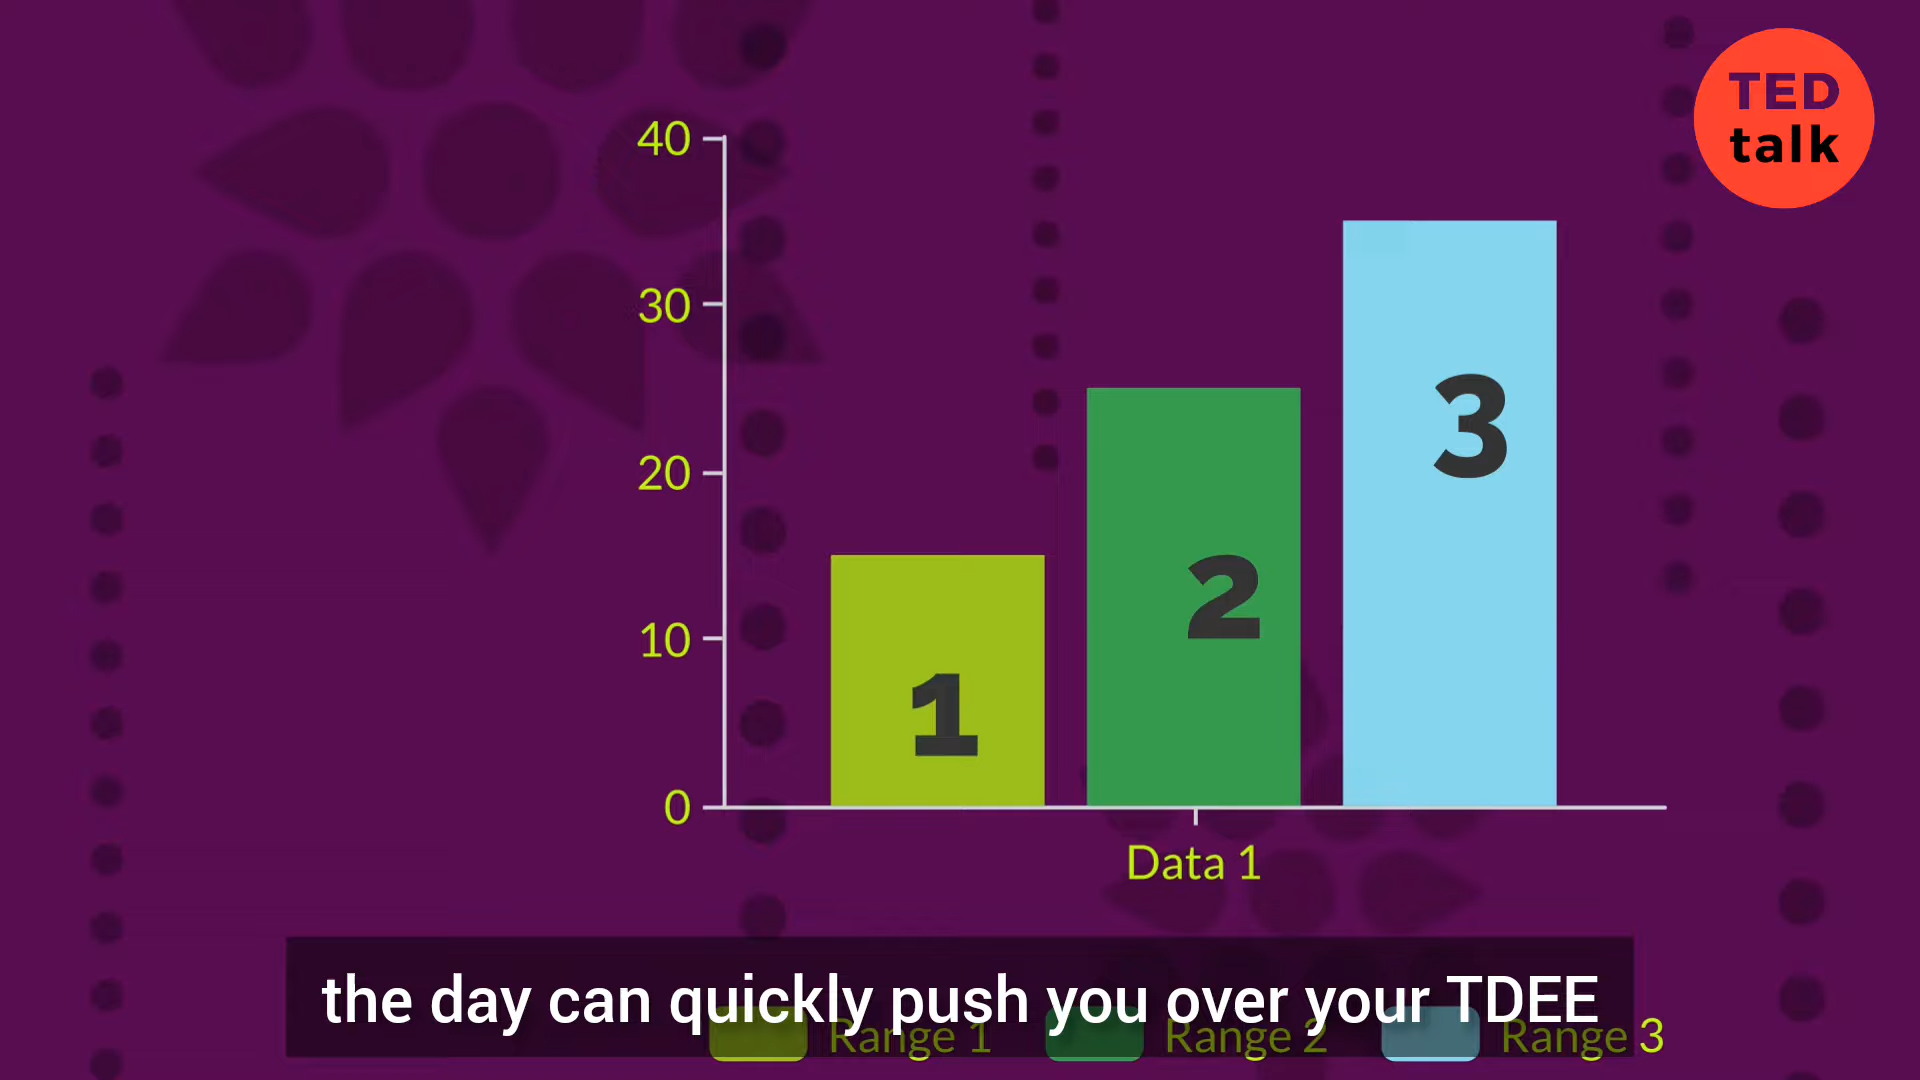 TED
talk
40
30
20
10
0
1
2
3
Data 1
the day can quickly push you over your TDEE
Range 1
Range 2
Range 3